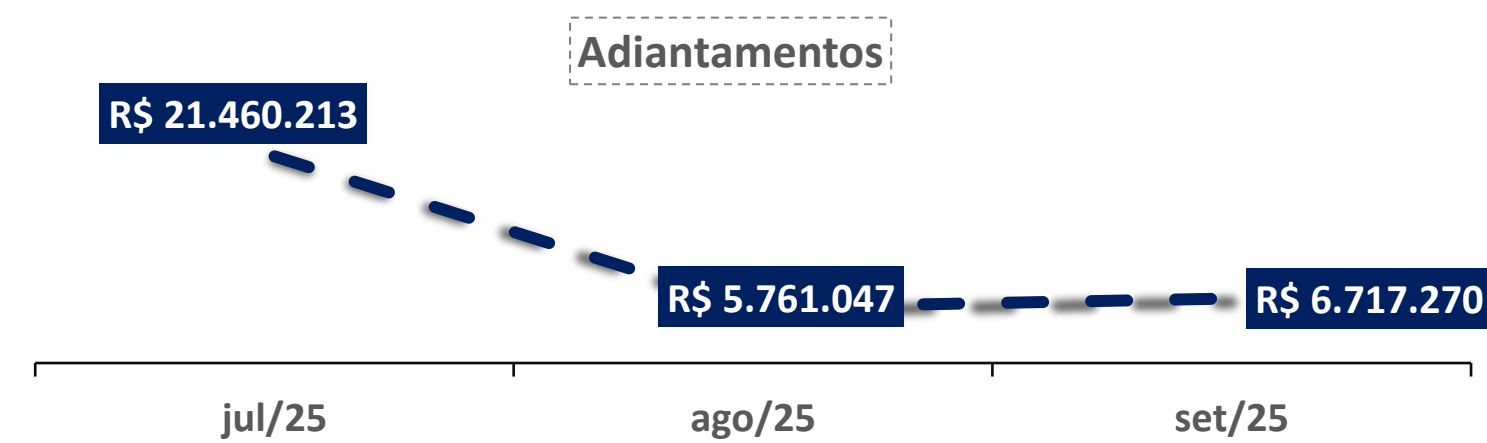 Adiantamentos
R$ 21.460.213
R$ 5.761.047
R$ 6.717.270
jul/25
ago/25
set/25